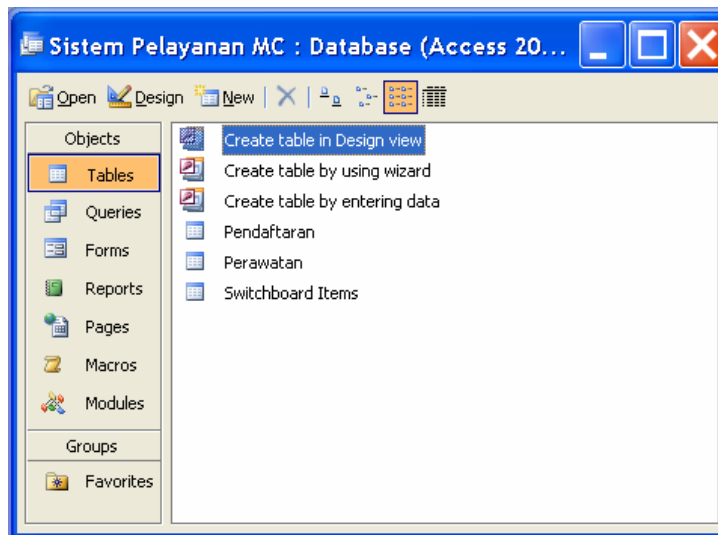 Sistem Pelayanan MC : Database (Access 20...
Open Design New
Objects
Tables
Queries
Forms
Reports
Pages
Macros
Modules
Groups
Favorites
Create table in Design view
Create table by using wizard
Create table by entering data
Pendaftaran
Perawatan
Switchboard Items